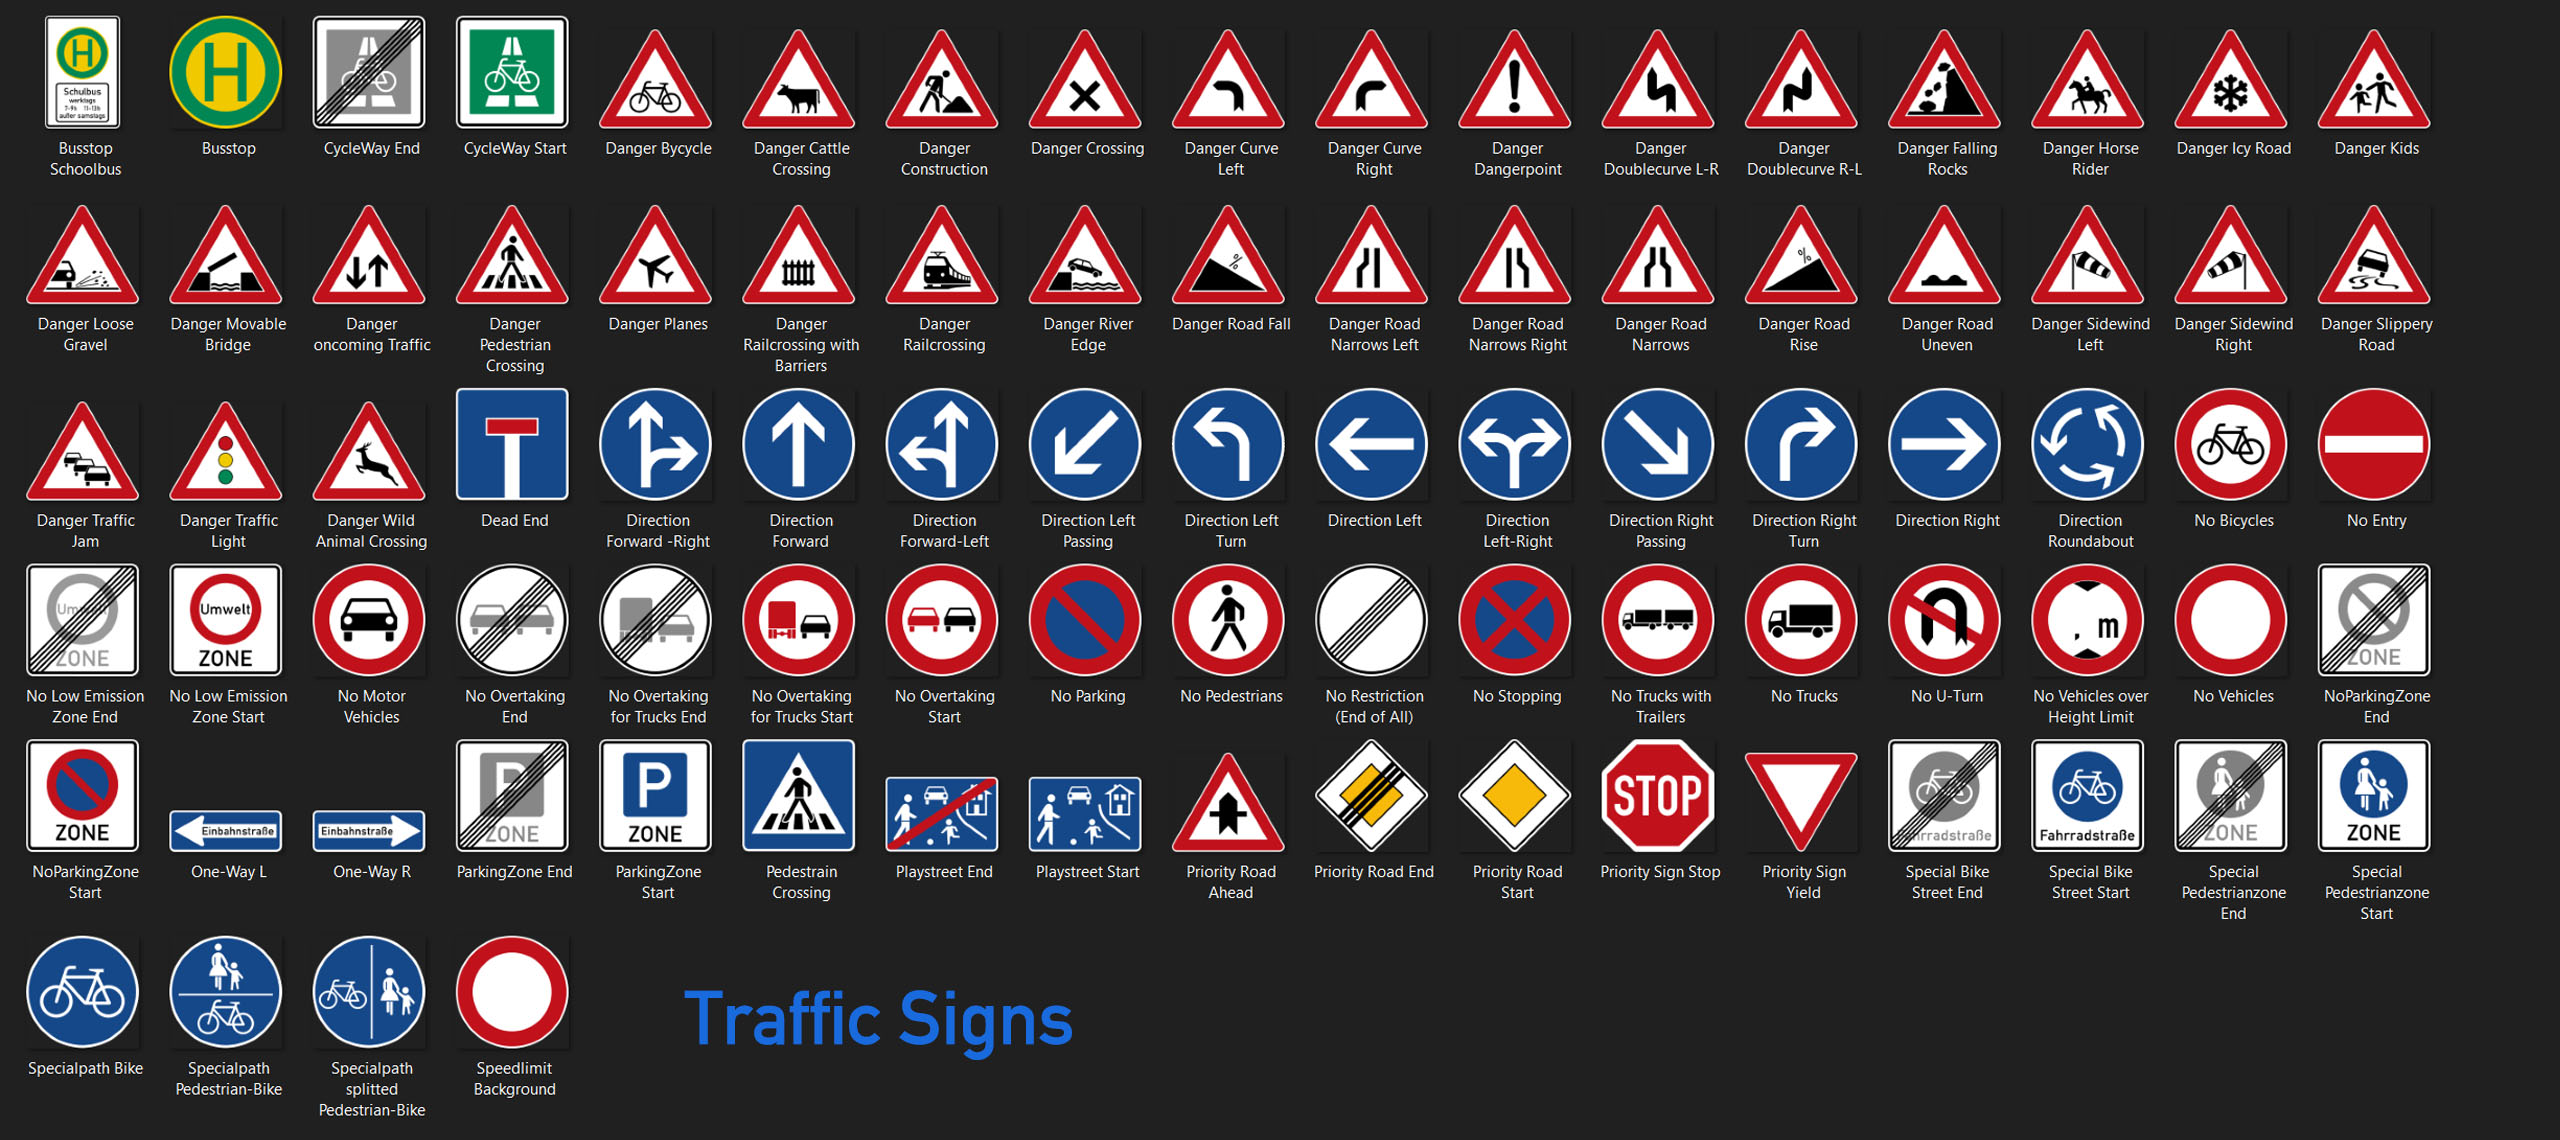 H
Schulbus
werktags
7-9h 11-13h
außer samstags
Busstop
Schoolbus
H
Busstop
CycleWay End
CycleWay Start
Danger Bycycle
Danger Cattle
Crossing
Danger
Construction
Danger Crossing
Danger Curve
Left
Danger Curve
Right
Danger
Dangerpoint
Danger
Doublecurve L-R
Danger
Doublecurve R-L
Danger Falling
Rocks
Danger Horse
Rider
Danger Icy Road
Danger Kids
Danger Loose
Gravel
Danger Movable
Bridge
Danger
oncoming Traffic
Danger
Pedestrian
Crossing
Danger Planes
Danger
Railcrossing with
Barriers
Danger
Railcrossing
Danger River
Edge
%
Danger Road Fall
Danger Road
Narrows Left
Danger Road
Narrows Right
Danger Road
Narrows
%
Danger Road
Rise
Danger Road
Uneven
Danger Sidewind
Left
Danger Sidewind
Right
Danger Slippery
Road
Danger Traffic
Jam
Danger Traffic
Light
Danger Wild
Animal Crossing
Dead End
Direction
Forward -Right
Direction
Forward
Direction
Forward-Left
Direction Left
Passing
Direction Left
Turn
Direction Left
Direction
Left-Right
Direction Right
Passing
Direction Right
Turn
Direction Right
Direction
Roundabout
No Bicycles
No Entry
Umwelt
ZONE
No Low Emission
Zone End
Umwelt
ZONE
No Low Emission
Zone Start
No Motor
Vehicles
No Overtaking
End
No Overtaking
for Trucks End
No Overtaking
for Trucks Start
No Overtaking
Start
No Parking
No Pedestrians
No Restriction
(End of All)
No Stopping
No Trucks with
Trailers
No Trucks
No U-Turn
, m
No Vehicles over
Height Limit
No Vehicles
ZONE
NoParkingZone
End
ZONE
NoParkingZone
Start
Einbahnstraße
One-Way L
Einbahnstraße
One-Way R
P
ZONE
ParkingZone End
P
ZONE
ParkingZone
Start
Pedestrain
Crossing
Playstreet End
Playstreet Start
Priority Road
Ahead
Priority Road End
Priority Road
Start
STOP
Priority Sign Stop
Priority Sign
Yield
Fahrradstraße
Special Bike
Street End
Fahrradstraße
Special Bike
Street Start
ZONE
Special
Pedestrianzone
End
ZONE
Special
Pedestrianzone
Start
Specialpath Bike
Specialpath
Pedestrian-Bike
Specialpath
splitted
Pedestrian-Bike
Speedlimit
Background
Traffic Signs